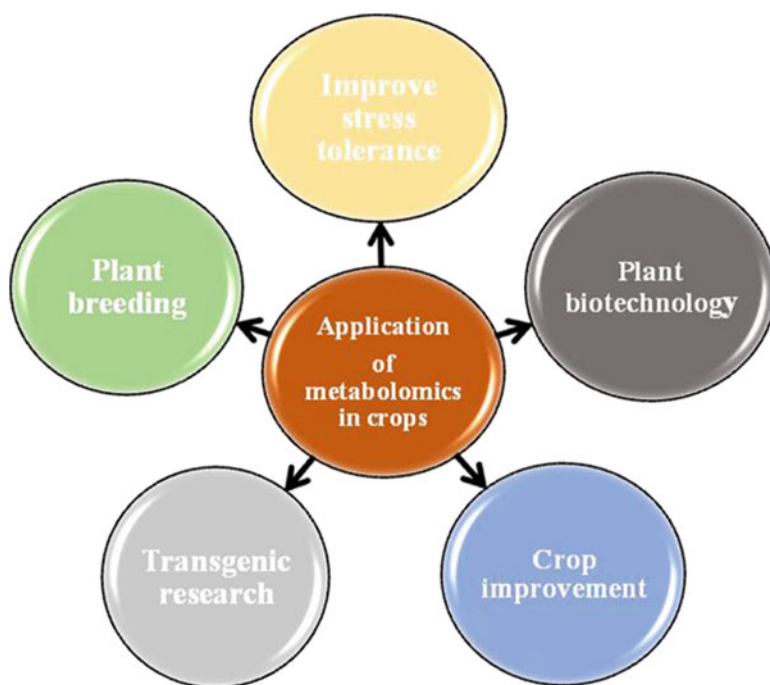 Improve
stress
tolerance
Plant
breeding
Plant
biotechnology
Application
of
metabolomics
in crops
Transgenic
research
Crop
improvement